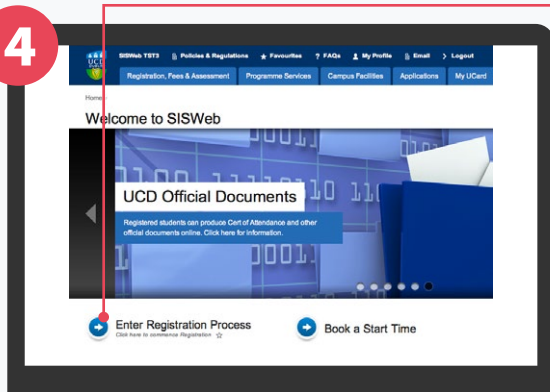 4
UCD
SISWeb TST3 Policies & Regulations Favourites ? FAQs My Profile Email Logout
Registration, Fees & Assessment Programme Services Campus Facilities Applications My UCard
Home
Welcome to SISWeb
UCD Official Documents
Registered students can produce Cert of Attendance and other
official documents online. Click here for information.
Enter Registration Process
Click here to commence Registration
Book a Start Time